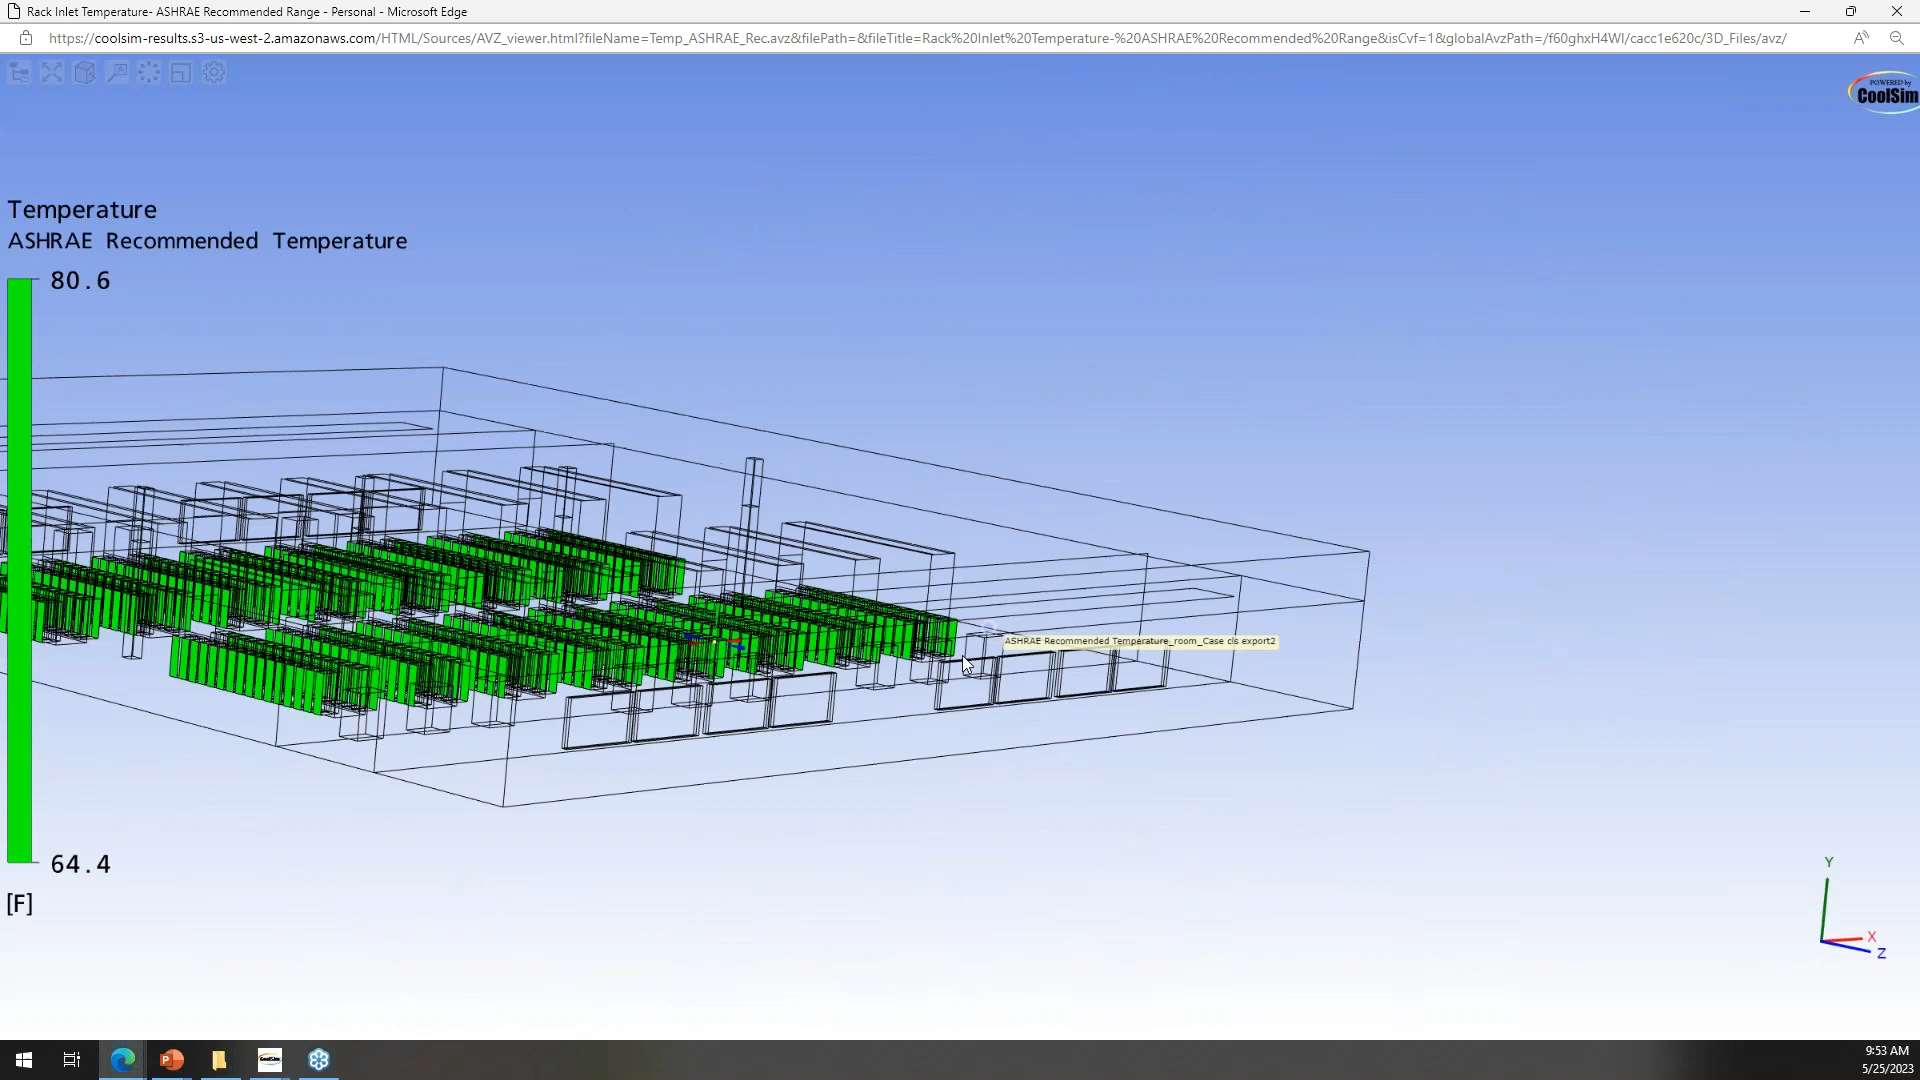 Rack Inlet Temperature- ASHRAE Recommended Range - Personal - Microsoft Edge
https://coolsim-results.s3-us-west-2.amazonaws.com/HTML/Sources/AVZ_viewer.html?fileName=Temp_ASHRAE_Rec.avz&filePath=&fileTitle=Rack%20Inlet%20Temperature-%20ASHRAE%20Recommended%20Range&isCvf=1&globalAvzPath=/f60ghxH4WI/cacc1e620c/3D_Files/avz/
POWERED by
CoolSim
Temperature
ASHRAE Recommended Temperature
80.6
ASHRAE Recommended Temperature_room_Case cls export2
64.4
[F]
Y
X
Z
CoolSim
9:53 AM
5/25/2023